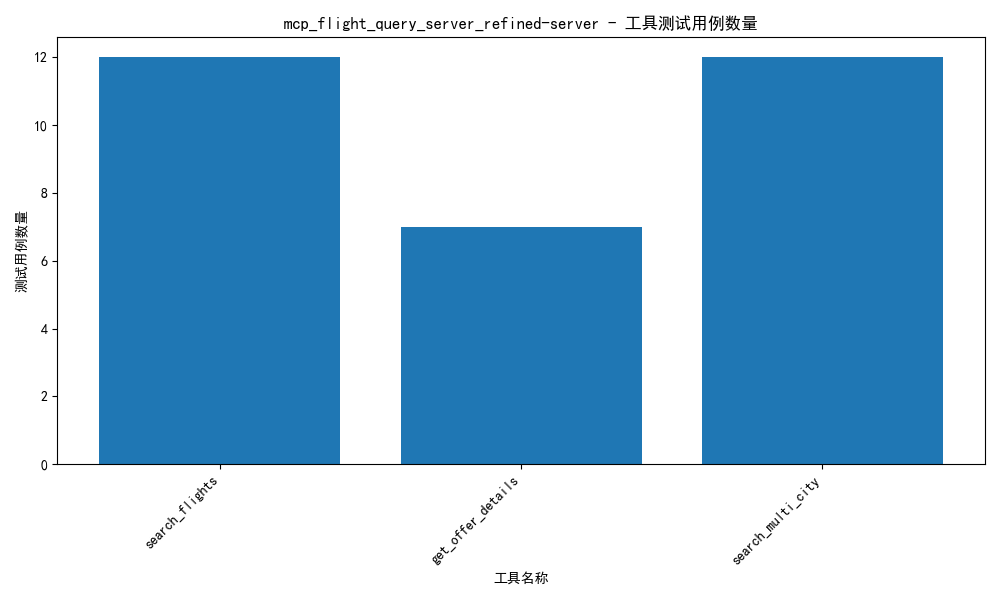 mcp_flight_query_server_refined-server - 工具测试用例数量
测试用例数量
12
10
8
6
4
2
0
search_flights
get_offer_details
search_multi_city
工具名称